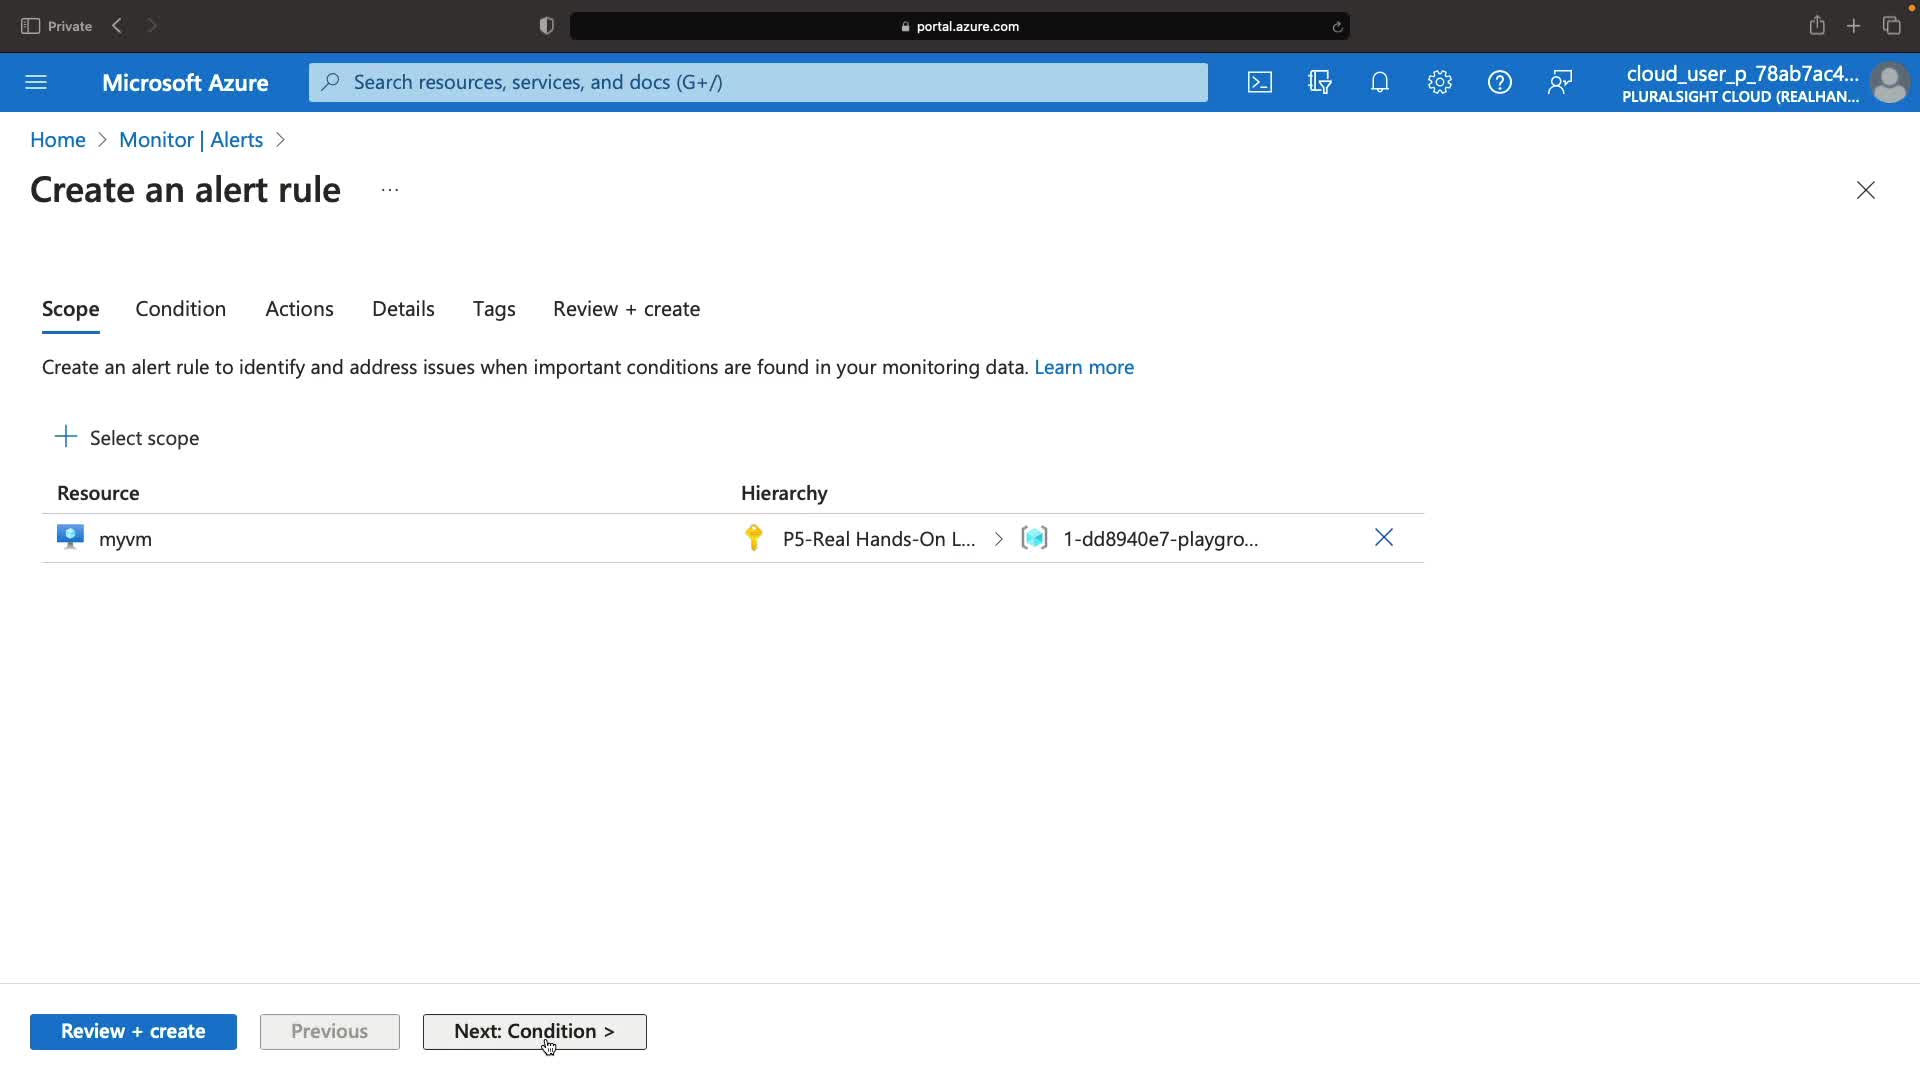 Private
portal.azure.com
Microsoft Azure
Search resources, services, and docs (G+/)
cloud_user_p_78ab7ac4...
PLURALSIGHT CLOUD (REALHAN...
Home > Monitor | Alerts >
Create an alert rule ...
Scope Condition Actions Details Tags Review + create
Create an alert rule to identify and address issues when important conditions are found in your monitoring data. Learn more
+ Select scope
Resource Hierarchy
myvm P5-Real Hands-On L... > 1-dd8940e7-playgro...
Review + create Previous Next: Condition >